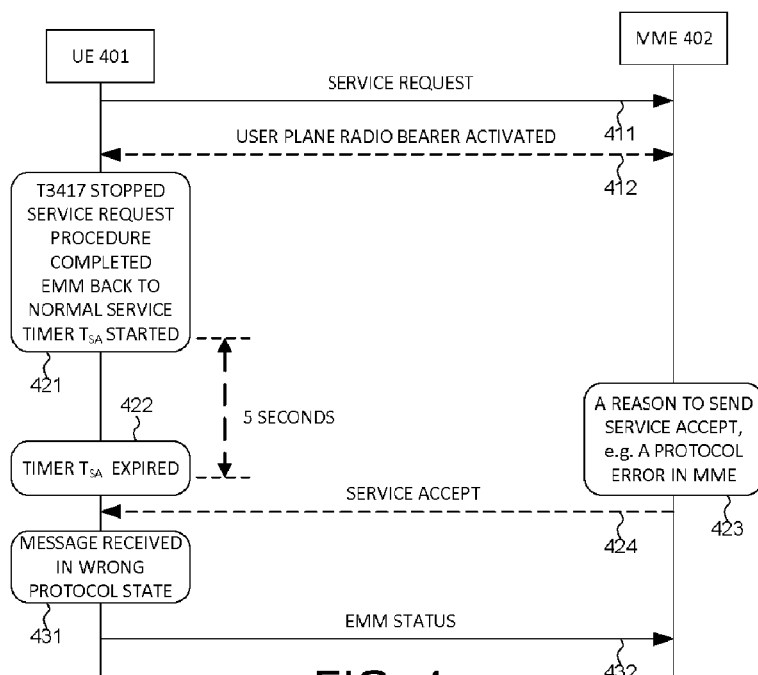 UE 401
MME 402
SERVICE REQUEST
411
USER PLANE RADIO BEARER ACTIVATED
412
T3417 STOPPED
SERVICE REQUEST
PROCEDURE
COMPLETED
EMM BACK TO
NORMAL SERVICE
TIMER TSA STARTED
421
422
5 SECONDS
A REASON TO SEND
SERVICE ACCEPT,
e.g. A PROTOCOL
ERROR IN MME
423
TIMER TSA EXPIRED
SERVICE ACCEPT
424
MESSAGE RECEIVED
IN WRONG
PROTOCOL STATE
431
EMM STATUS
432